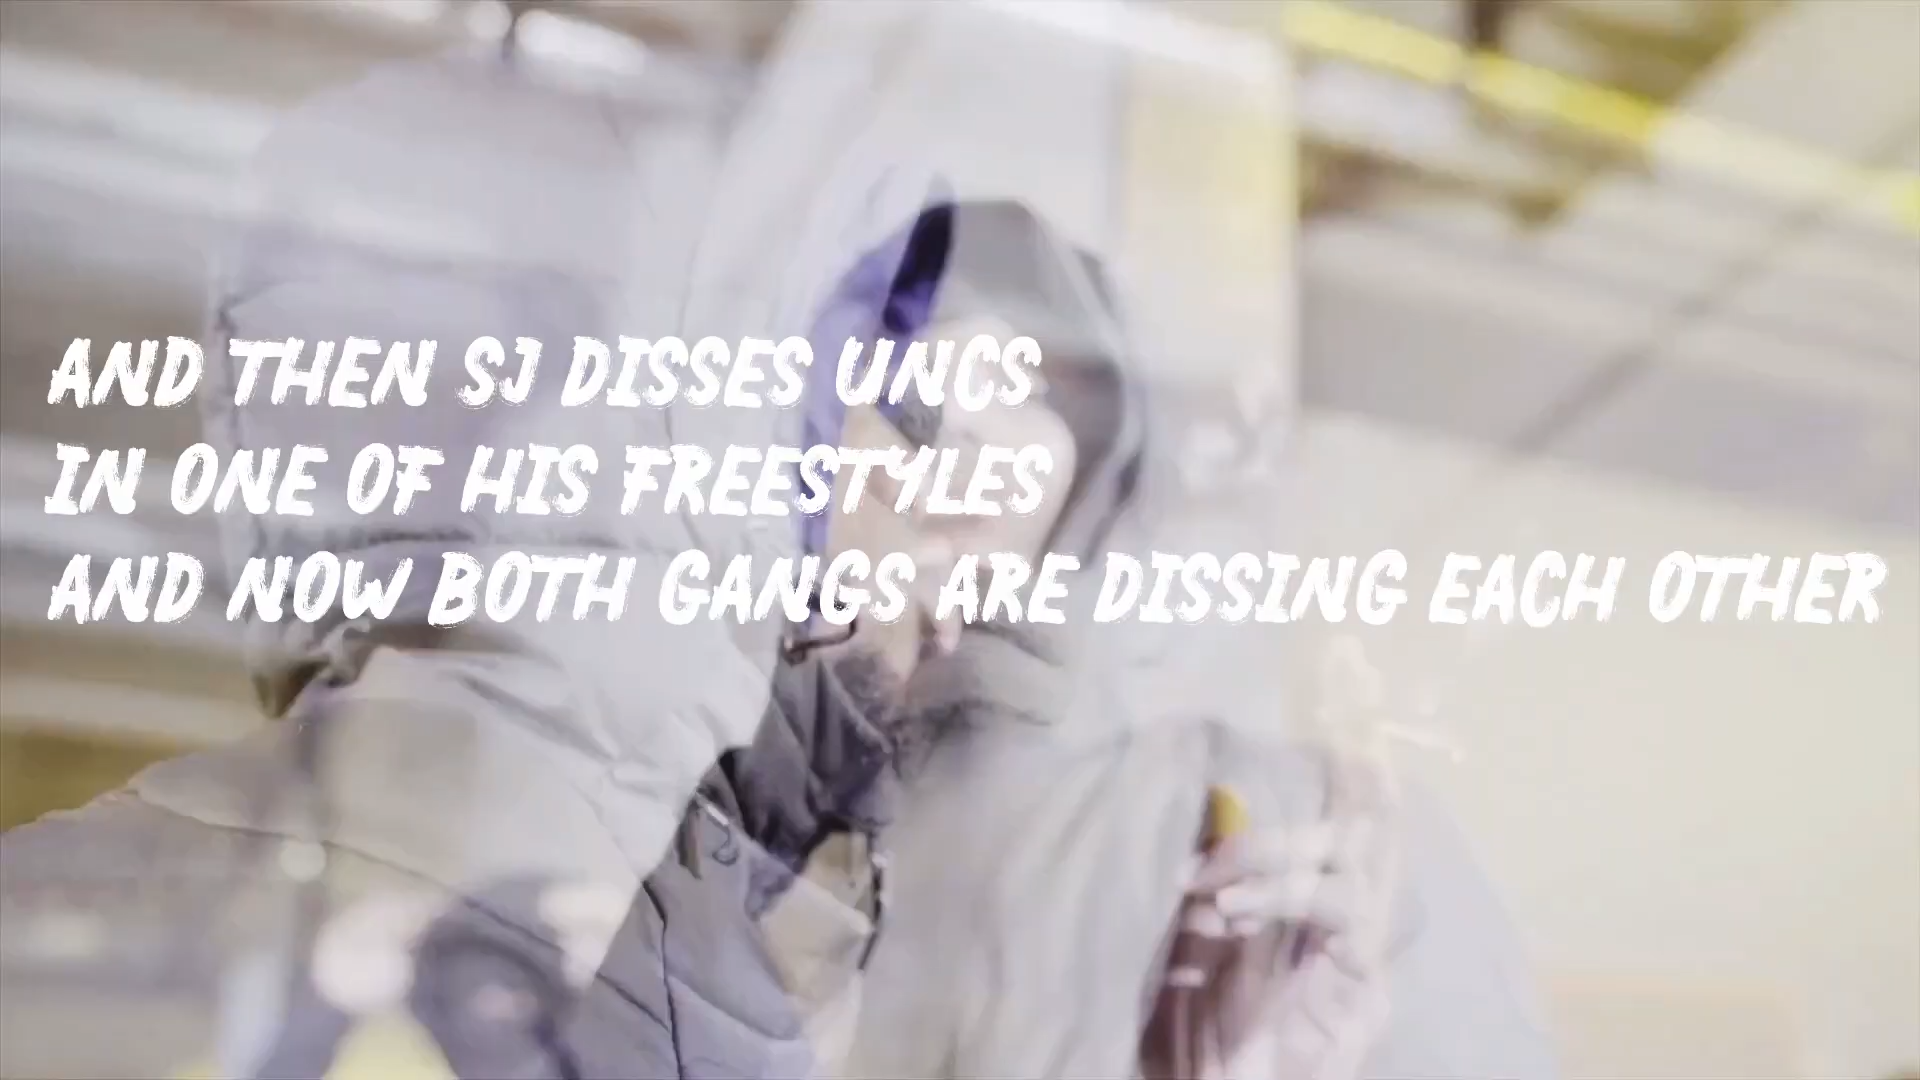 AND THEN SJ DISSES UNCS
IN ONE OF HIS FREESTYLES
AND NOW BOTH GANGS ARE DISSING EACH OTHER